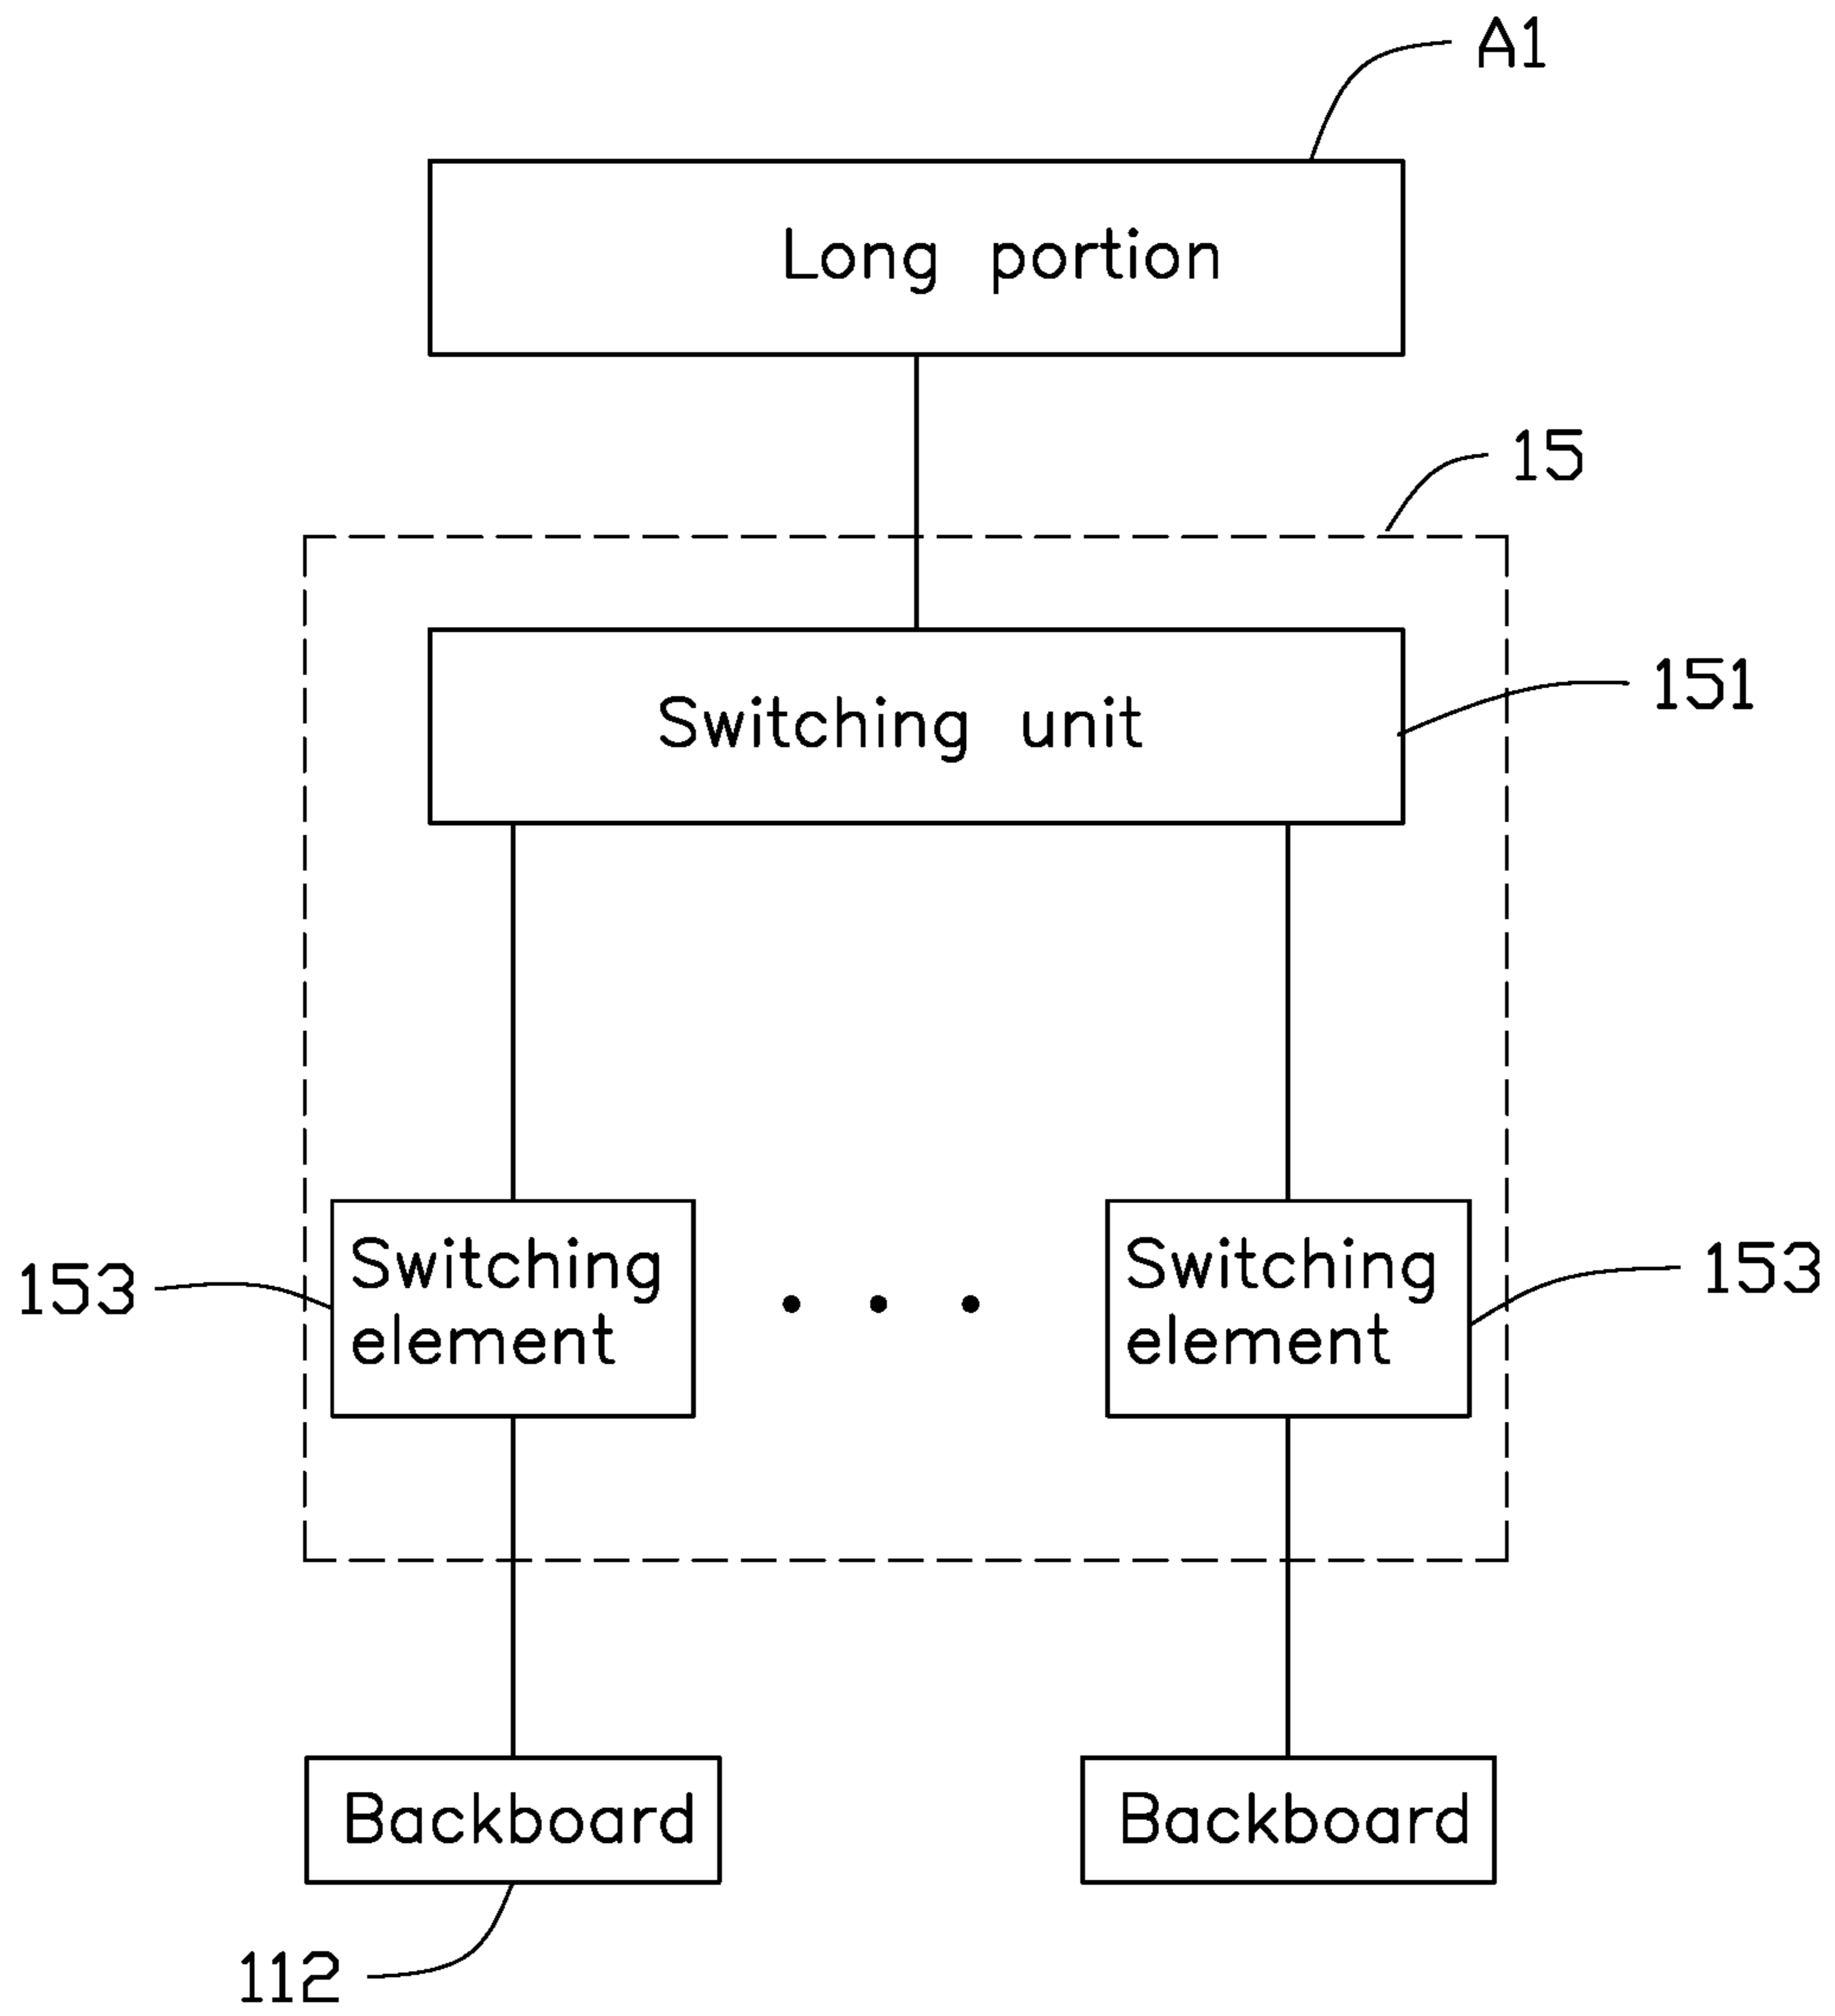 A1
Long portion
15
Switching unit
151
153
Switching
element
. . .
Switching
element
153
Backboard
Backboard
112